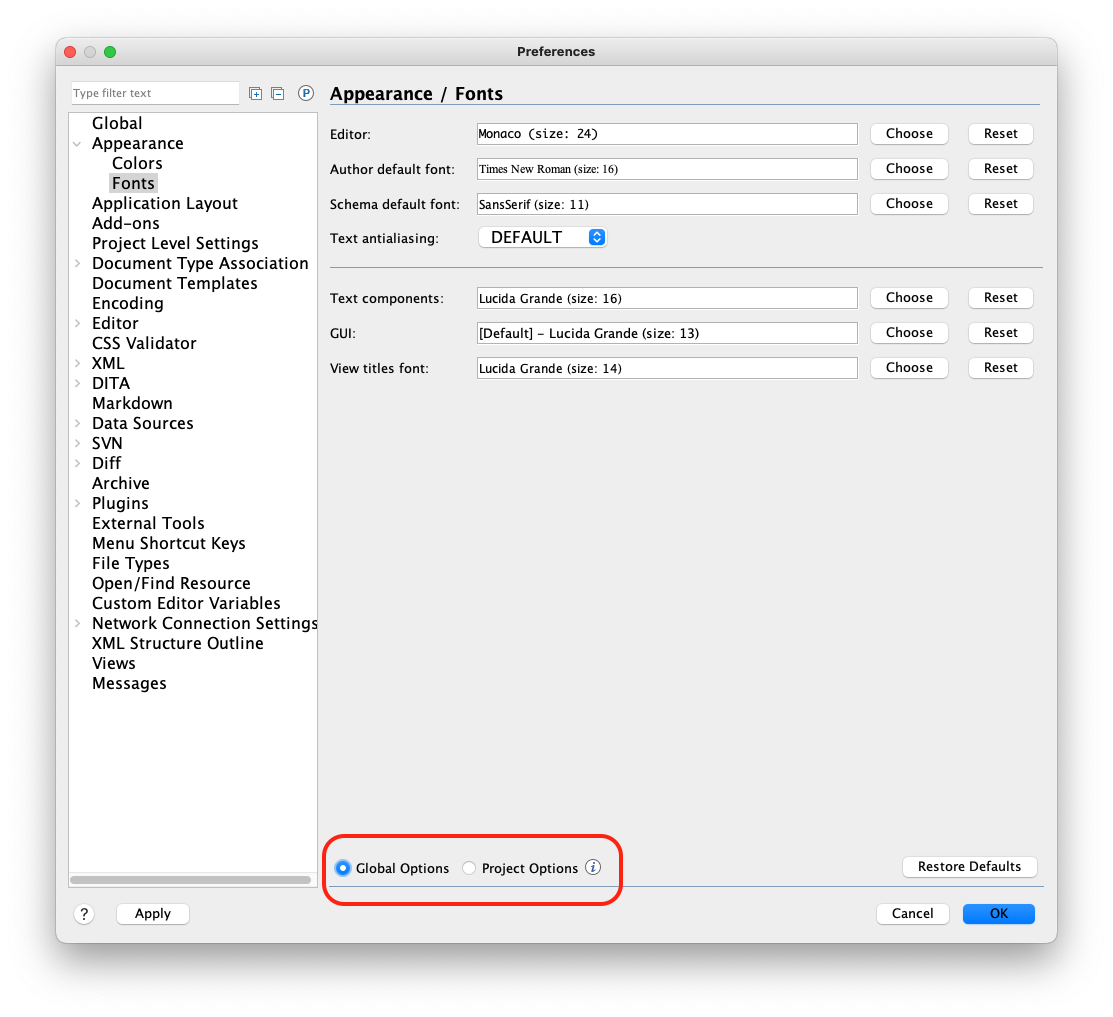 Preferences
Type filter text
P
Global
Appearance
Colors
Fonts
Application Layout
Add-ons
Project Level Settings
Document Type Association
Document Templates
Encoding
Editor
CSS Validator
XML
DITA
Markdown
Data Sources
SVN
Diff
Archive
Plugins
External Tools
Menu Shortcut Keys
File Types
Open/Find Resource
Custom Editor Variables
Network Connection Settings
XML Structure Outline
Views
Messages
Appearance / Fonts
Editor: Monaco (size: 24) Choose Reset
Author default font: Times New Roman (size: 16) Choose Reset
Schema default font: SansSerif (size: 11) Choose Reset
Text antialiasing: DEFAULT
Text components: Lucida Grande (size: 16) Choose Reset
GUI: [Default] - Lucida Grande (size: 13) Choose Reset
View titles font: Lucida Grande (size: 14) Choose Reset
Global Options Project Options i Restore Defaults
? Apply Cancel OK